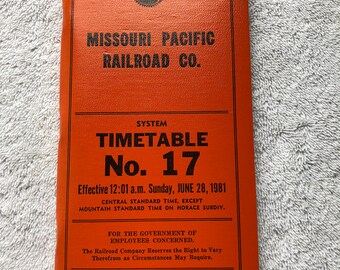 MISSOURI PACIFIC
RAILROAD CO.
SYSTEM
TIMETABLE
No. 17
Effective 12:01 a.m. Sunday, JUNE 28, 1981
CENTRAL STANDARD TIME, EXCEPT
MOUNTAIN STANDARD TIME ON HORACE SUBDIV.
FOR THE GOVERNMENT OF
EMPLOYEES CONCERNED.
The Railroad Company Reserves the Right to Vary
Therefrom as Circumstances May Require.